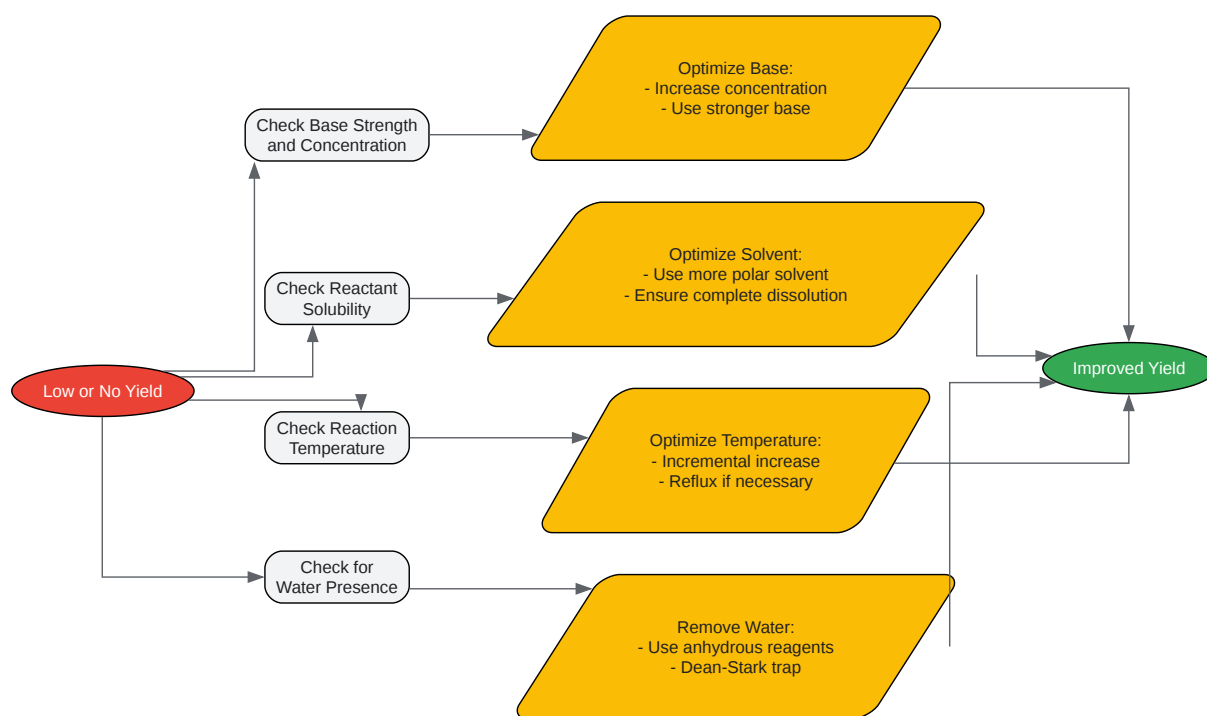 Optimize Base:
- Increase concentration
- Use stronger base
Check Base Strength
and Concentration
Optimize Solvent:
- Use more polar solvent
- Ensure complete dissolution
Check Reactant
Solubility
Low or No Yield
Improved Yield
Check Reaction
Temperature
Optimize Temperature:
- Incremental increase
- Reflux if necessary
Check for
Water Presence
Remove Water:
- Use anhydrous reagents
- Dean-Stark trap